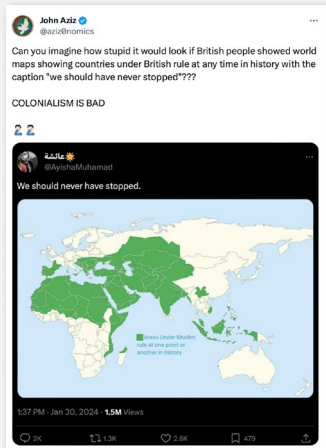 John Aziz
@aziz0nomics
Can you imagine how stupid it would look if British people showed world
maps showing countries under British rule at any time in history with the
caption "we should have never stopped"???
COLONIALISM IS BAD
عائشة
@AyishaMuhamad
We should never have stopped.
Areas Under Muslim
rule at one point or
another in history
1:37 PM · Jan 30, 2024 · 1.5M Views
2K 1.3K 2.6K 479